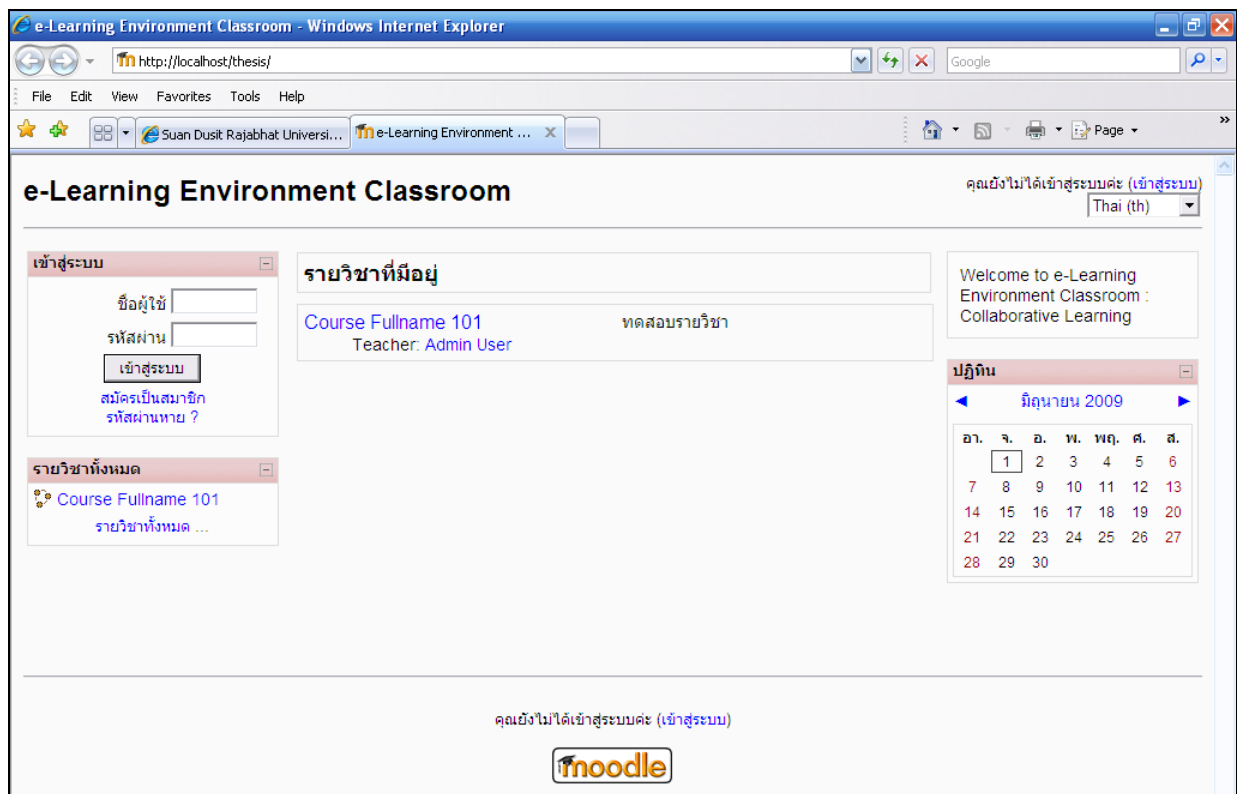 e-Learning Environment Classroom - Windows Internet Explorer
http://localhost/thesis/
Google
File Edit View Favorites Tools Help
Suan Dusit Rajabhat Universi... e-Learning Environment ... Page
e-Learning Environment Classroom
คุณยังไม่ได้เข้าสู่ระบบค่ะ (เข้าสู่ระบบ)
Thai (th)
เข้าสู่ระบบ
ชื่อผู้ใช้
รหัสผ่าน
เข้าสู่ระบบ
สมัครเป็นสมาชิก
รหัสผ่านหาย ?
รายวิชาทั้งหมด
Course Fullname 101
รายวิชาทั้งหมด ...
รายวิชาที่มีอยู่
Course Fullname 101 ทดสอบรายวิชา
Teacher: Admin User
Welcome to e-Learning
Environment Classroom :
Collaborative Learning
ปฏิทิน
มิถุนายน 2009
อา. จ. อ. พ. พฤ. ศ. ส.
1 2 3 4 5 6
7 8 9 10 11 12 13
14 15 16 17 18 19 20
21 22 23 24 25 26 27
28 29 30
คุณยังไม่ได้เข้าสู่ระบบค่ะ (เข้าสู่ระบบ)
moodle